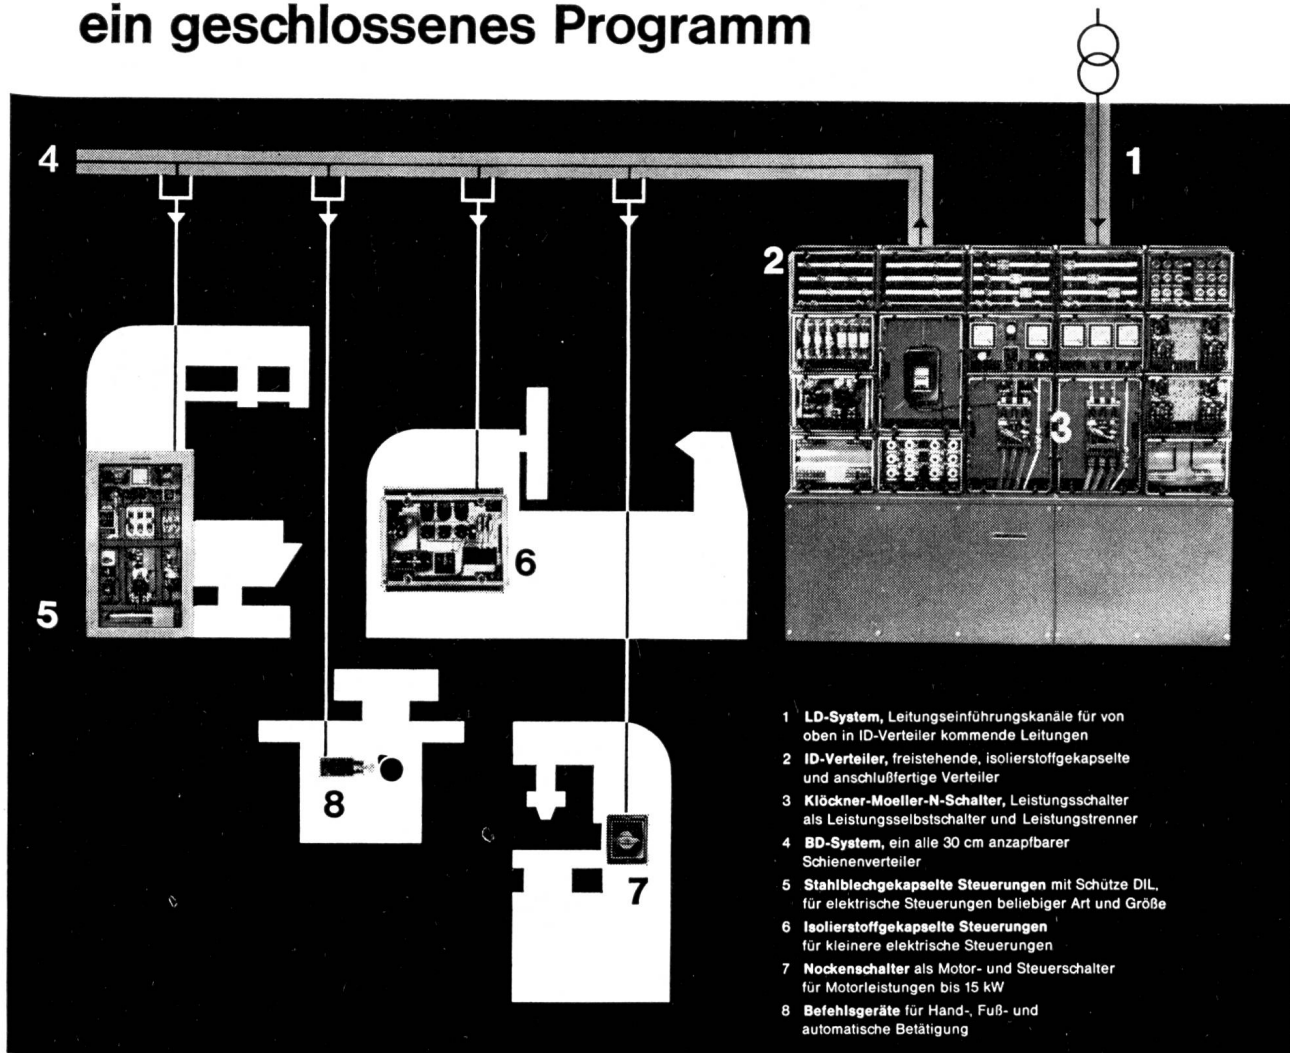 ein geschlossenes Programm
4
1
2
3
5
6
8
7
1 LD-System, Leitungseinführungskanäle für von
oben in ID-Verteiler kommende Leitungen
2 ID-Verteiler, freistehende, isolierstoffgekapselte
und anschlußfertige Verteiler
3 Klöckner-Moeller-N-Schalter, Leistungsschalter
als Leistungsselbstschalter und Leistungstrenner
4 BD-System, ein alle 30 cm anzapfbarer
Schienenverteiler
5 Stahlblechgekapselte Steuerungen mit Schütze DIL,
für elektrische Steuerungen beliebiger Art und Größe
6 Isolierstoffgekapselte Steuerungen
für kleinere elektrische Steuerungen
7 Nockenschalter als Motor- und Steuerschalter
für Motorleistungen bis 15 kW
8 Befehlsgeräte für Hand-, Fuß- und
automatische Betätigung